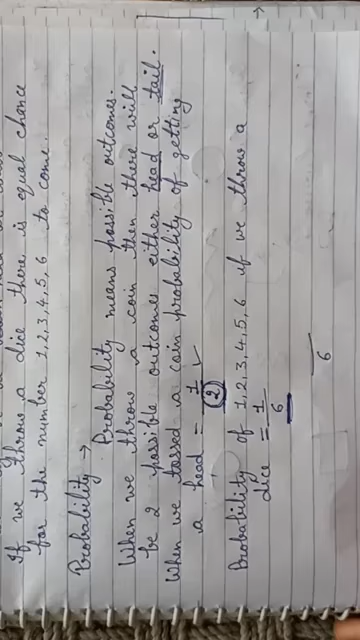 If we throw a dice there is equal chance
for the number 1,2,3,4,5,6 to come.
Probability →
Probability means possible outcomes.
When we throw a coin then there will
be 2 possible outcomes either head or tail.
When we tossed a coin probability of getting
a head = 1/2
Probability of 1,2,3,4,5,6 if we throw a
dice = 1/6
6